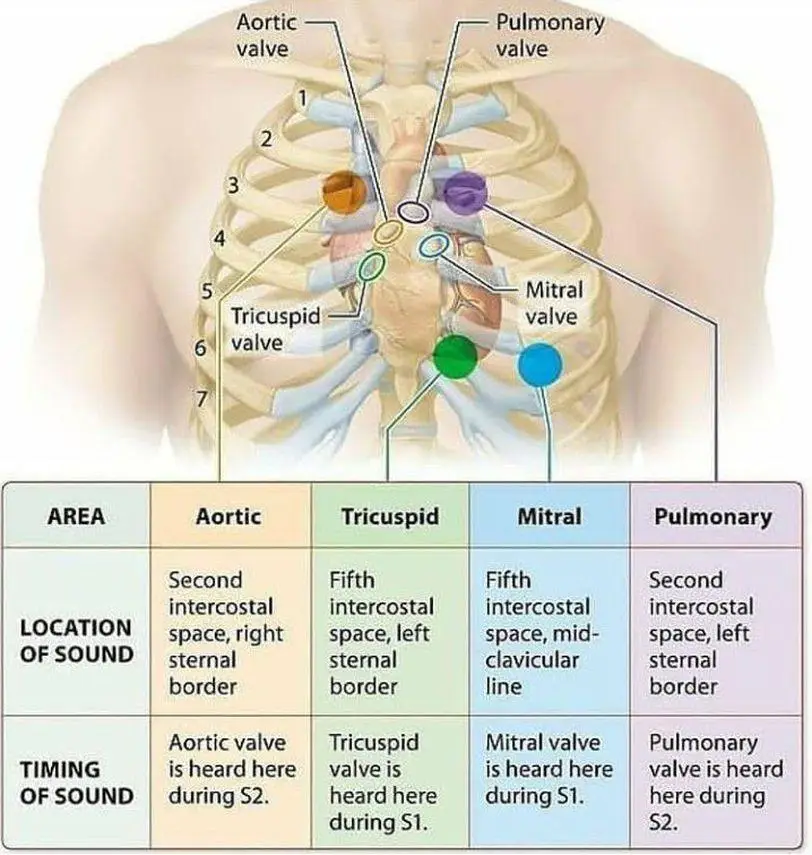 Aortic
valve
Pulmonary
valve
1
2
3
4
5
6
7
Tricuspid
valve
Mitral
valve
AREA
Aortic
Tricuspid
Mitral
Pulmonary
LOCATION
OF SOUND
Second
intercostal
space, right
sternal
border
Fifth
intercostal
space, left
sternal
border
Fifth
intercostal
space, mid-
clavicular
line
Second
intercostal
space, left
sternal
border
TIMING
OF SOUND
Aortic valve
is heard here
during S2.
Tricuspid
valve is
heard here
during S1.
Mitral valve
is heard here
during S1.
Pulmonary
valve is heard
here during
S2.